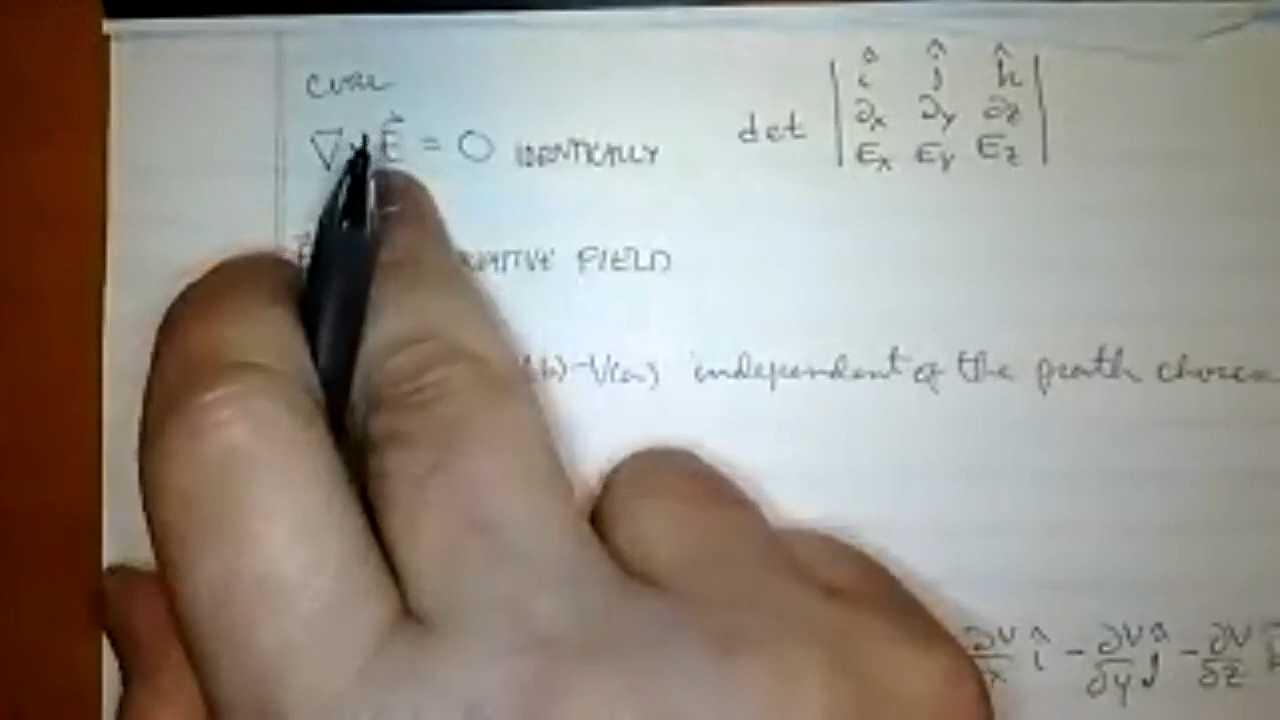 CURL
∇×E⃗ = 0 IDENTICALLY
det | î ĵ k̂ |
| ∂x ∂y ∂z |
| Ex Ey Ez |
FIELD
V(a) independent of the path chosen
î - ∂V/∂y ĵ - ∂V/∂z